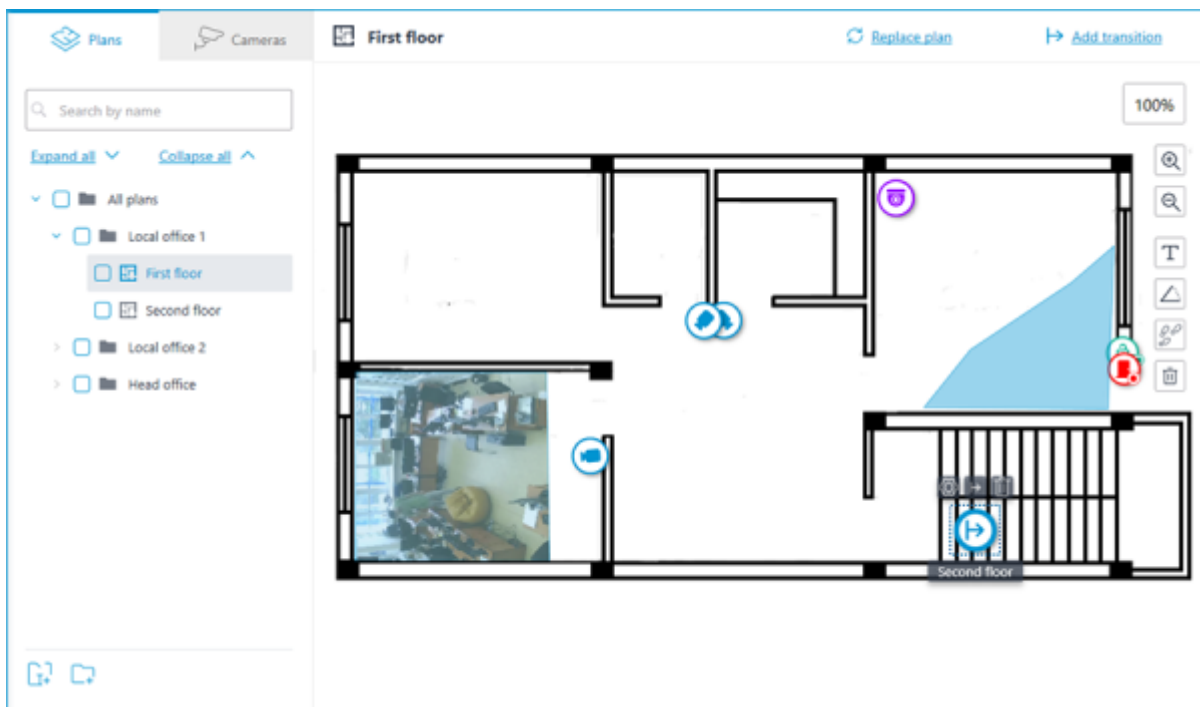 Plans
Cameras
First floor
Replace plan
Add transition
Search by name
100%
Expand all
Collapse all
All plans
Local office 1
First floor
T
Second floor
Local office 2
Head office
Second floor